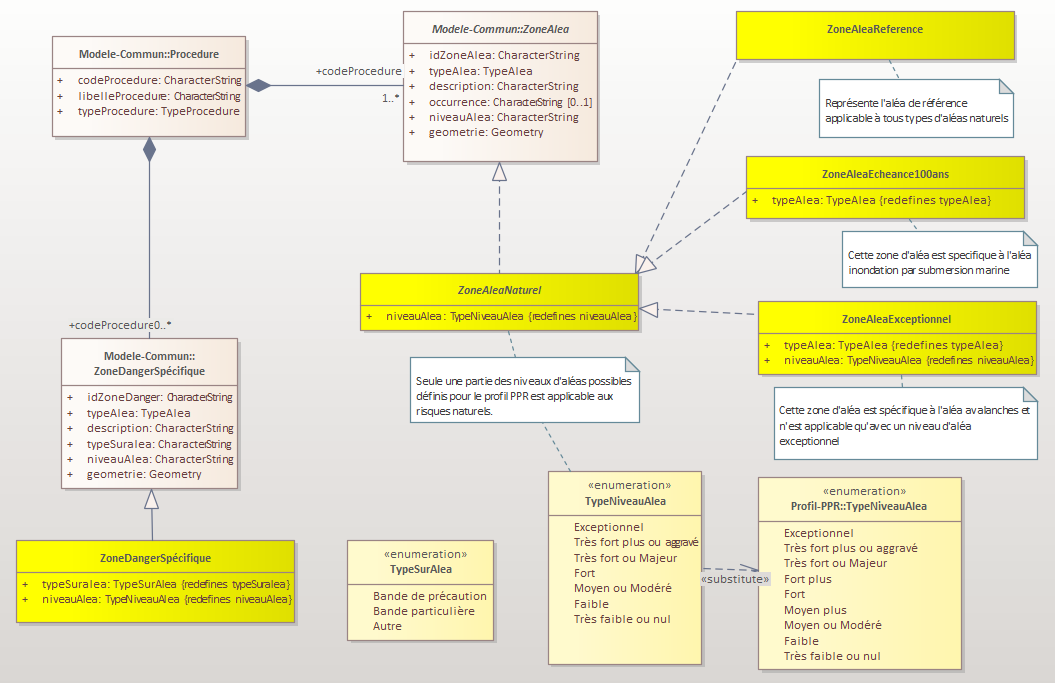 Modele-Commun::Procedure
+ codeProcedure: CharacterString
+ libelleProcedure: CharacterString
+ typeProcedure: TypeProcedure
+codeProcedure
1..*
Modele-Commun::ZoneAlea
+ idZoneAlea: CharacterString
+ typeAlea: TypeAlea
+ description: CharacterString
+ occurrence: CharacterString [0..1]
+ niveauAlea: CharacterString
+ geometrie: Geometry
ZoneAleaReference
Représente l'aléa de référence
applicable à tous types d'aléas naturels
ZoneAleaEcheance100ans
+ typeAlea: TypeAlea {redefines typeAlea}
Cette zone d'aléa est specifique à l'aléa
inondation par submersion marine
ZoneAleaNaturel
+ niveauAlea: TypeNiveauAlea {redefines niveauAlea}
ZoneAleaExceptionnel
+ typeAlea: TypeAlea {redefines typeAlea}
+ niveauAlea: TypeNiveauAlea {redefines niveauAlea}
+codeProcedure0..*
Modele-Commun::
ZoneDangerSpécifique
+ idZoneDanger: CharacterString
+ typeAlea: TypeAlea
+ description: CharacterString
+ typeSuralea: CharacterString
+ niveauAlea: CharacterString
+ geometrie: Geometry
Seule une partie des niveaux d'aléas possibles
définis pour le profil PPR est applicable aux
risques naturels.
Cette zone d'aléa est spécifique à l'aléa avalanches et
n'est applicable qu'avec un niveau d'aléa
exceptionnel
ZoneDangerSpécifique
+ typeSuralea: TypeSurAlea {redefines typeSuralea}
+ niveauAlea: TypeNiveauAlea {redefines niveauAlea}
«enumeration»
TypeSurAlea
Bande de précaution
Bande particulière
Autre
«enumeration»
TypeNiveauAlea
Exceptionnel
Très fort plus ou aggravé
Très fort ou Majeur
Fort
Moyen ou Modéré
Faible
Très faible ou nul
«substitute»
«enumeration»
Profil-PPR::TypeNiveauAlea
Exceptionnel
Très fort plus ou aggravé
Très fort ou Majeur
Fort plus
Fort
Moyen plus
Moyen ou Modéré
Faible
Très faible ou nul